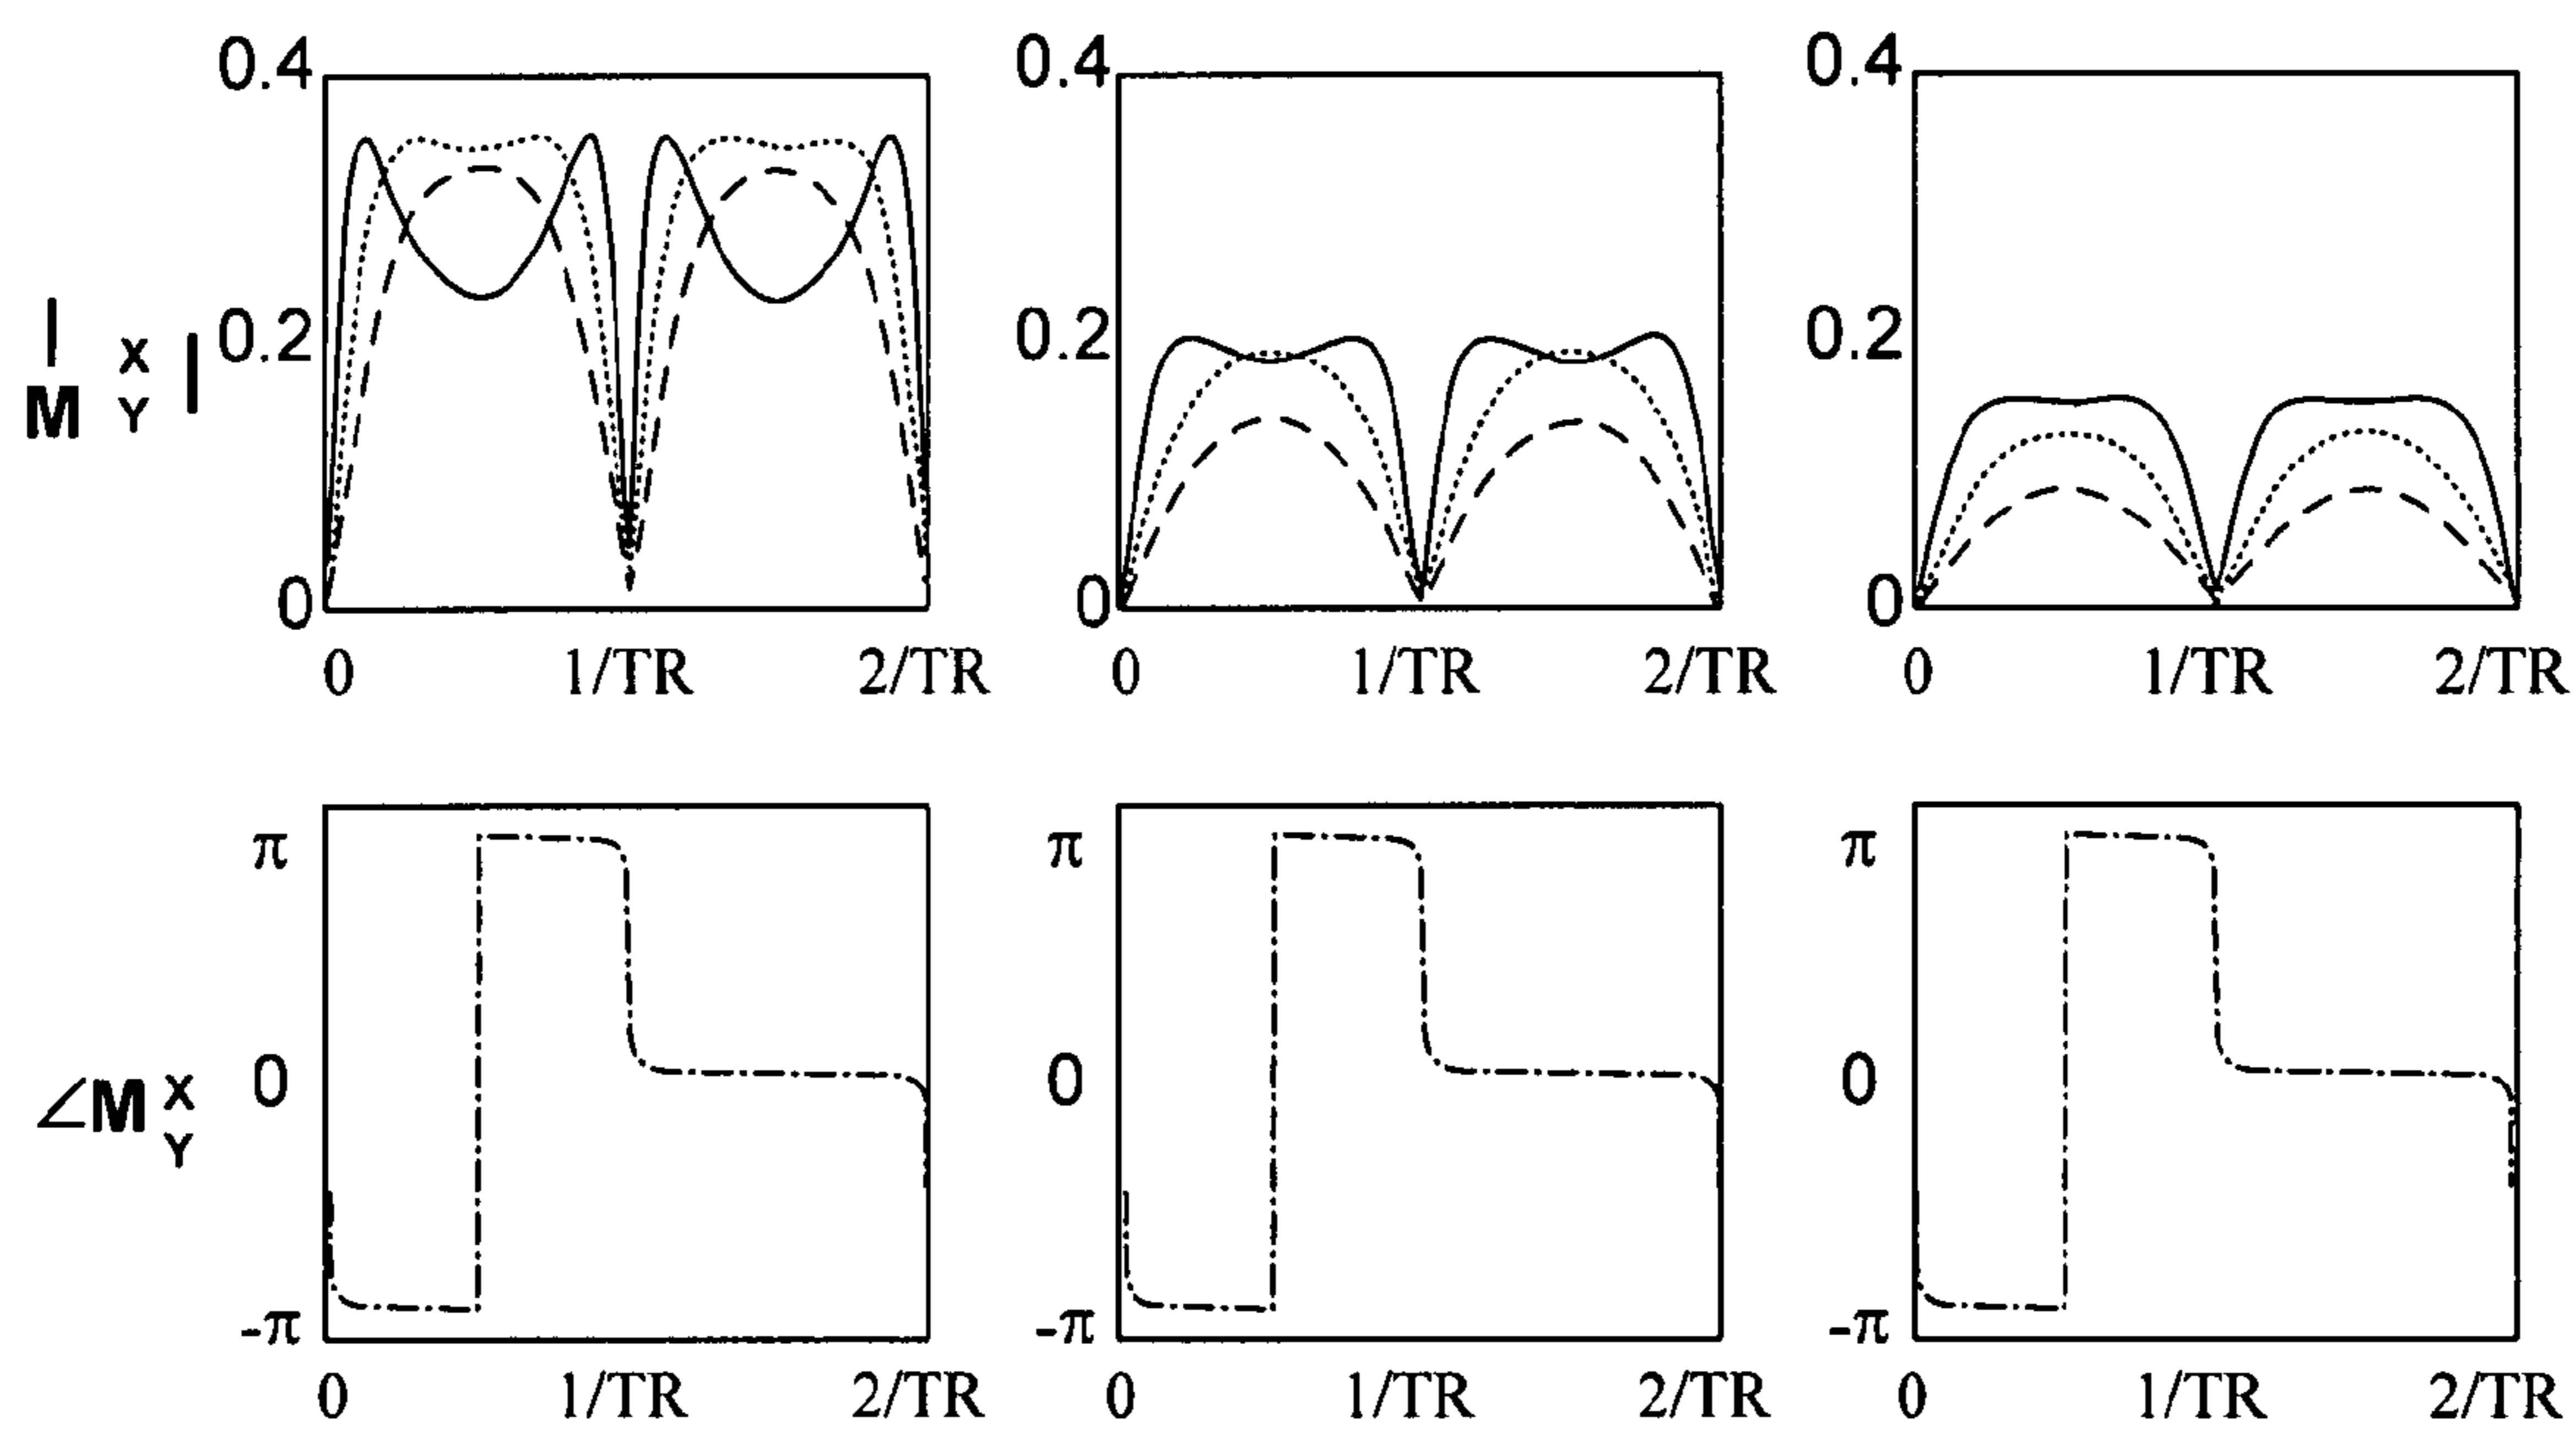 0.4 0.4 0.4
| M X Y | 0.2 0.2 0.2
0 0 0
0 1/TR 2/TR 0 1/TR 2/TR 0 1/TR 2/TR
π π π
∠M X Y 0 0 0
-π -π -π
0 1/TR 2/TR 0 1/TR 2/TR 0 1/TR 2/TR